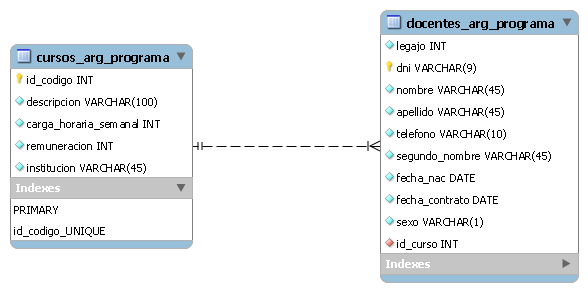 cursos_arg_programa
id_codigo INT
descripcion VARCHAR(100)
carga_horaria_semanal INT
remuneracion INT
institucion VARCHAR(45)
Indexes
PRIMARY
id_codigo_UNIQUE
docentes_arg_programa
legajo INT
dni VARCHAR(9)
nombre VARCHAR(45)
apellido VARCHAR(45)
telefono VARCHAR(10)
segundo_nombre VARCHAR(45)
fecha_nac DATE
fecha_contrato DATE
sexo VARCHAR(1)
id_curso INT
Indexes